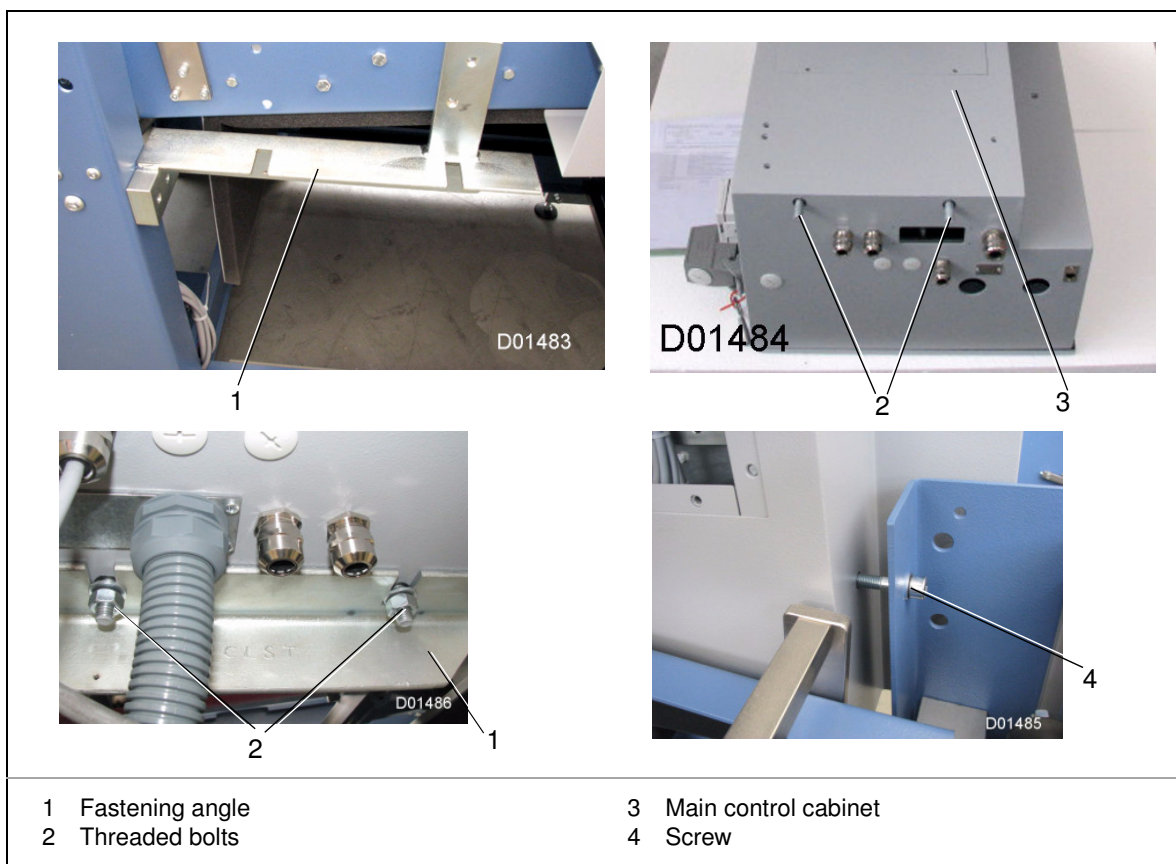 D01483
1
D01484
2
3
CLST
D01486
2
1
D01485
4
1 Fastening angle
2 Threaded bolts
3 Main control cabinet
4 Screw